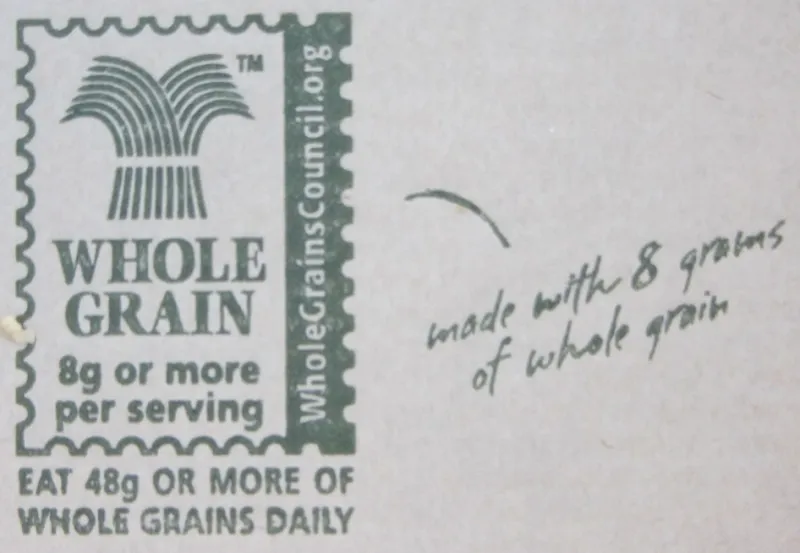 TM
WHOLE
GRAIN
8g or more
per serving
WholeGrainsCouncil.org
EAT 48g OR MORE OF
WHOLE GRAINS DAILY
made with 8 grams
of whole grain